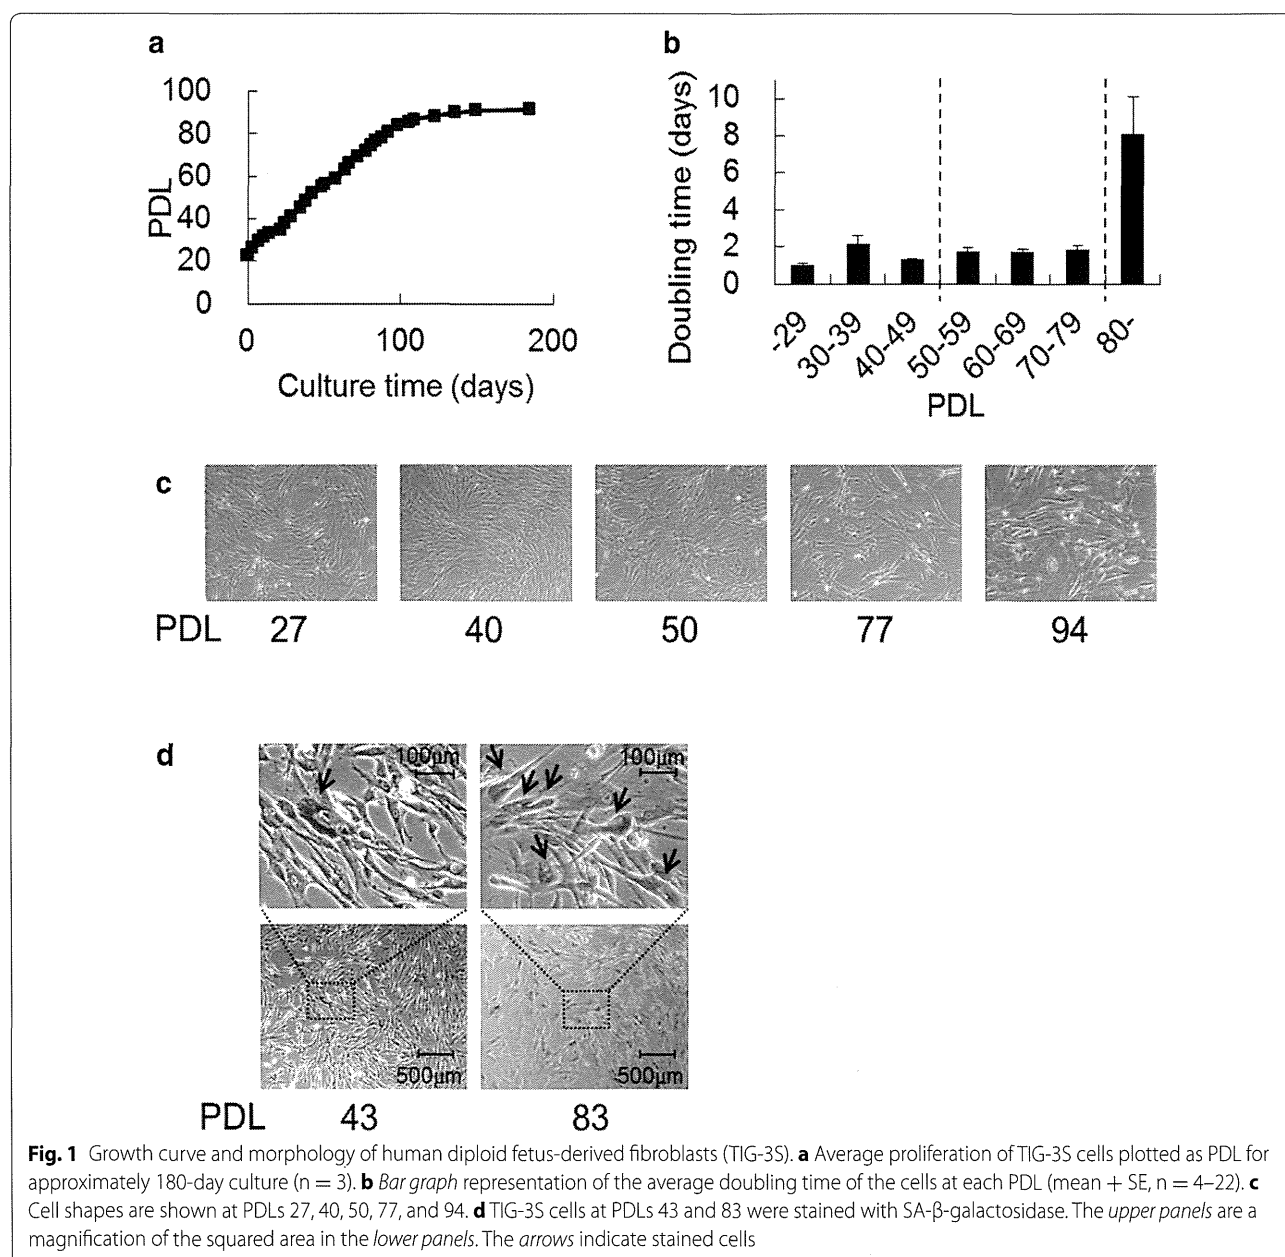 a
100
80
60
40
20
0
PDL
0 100 200
Culture time (days)
b
10
8
6
4
2
0
Doubling time (days)
-29 30-39 40-49 50-59 60-69 70-79 80-
PDL
c
PDL 27 40 50 77 94
d
100µm 100µm
500µm 500µm
PDL 43 83
Fig. 1 Growth curve and morphology of human diploid fetus-derived fibroblasts (TIG-3S). a Average proliferation of TIG-3S cells plotted as PDL for
approximately 180-day culture (n = 3). b Bar graph representation of the average doubling time of the cells at each PDL (mean + SE, n = 4–22). c
Cell shapes are shown at PDLs 27, 40, 50, 77, and 94. d TIG-3S cells at PDLs 43 and 83 were stained with SA-β-galactosidase. The upper panels are a
magnification of the squared area in the lower panels. The arrows indicate stained cells